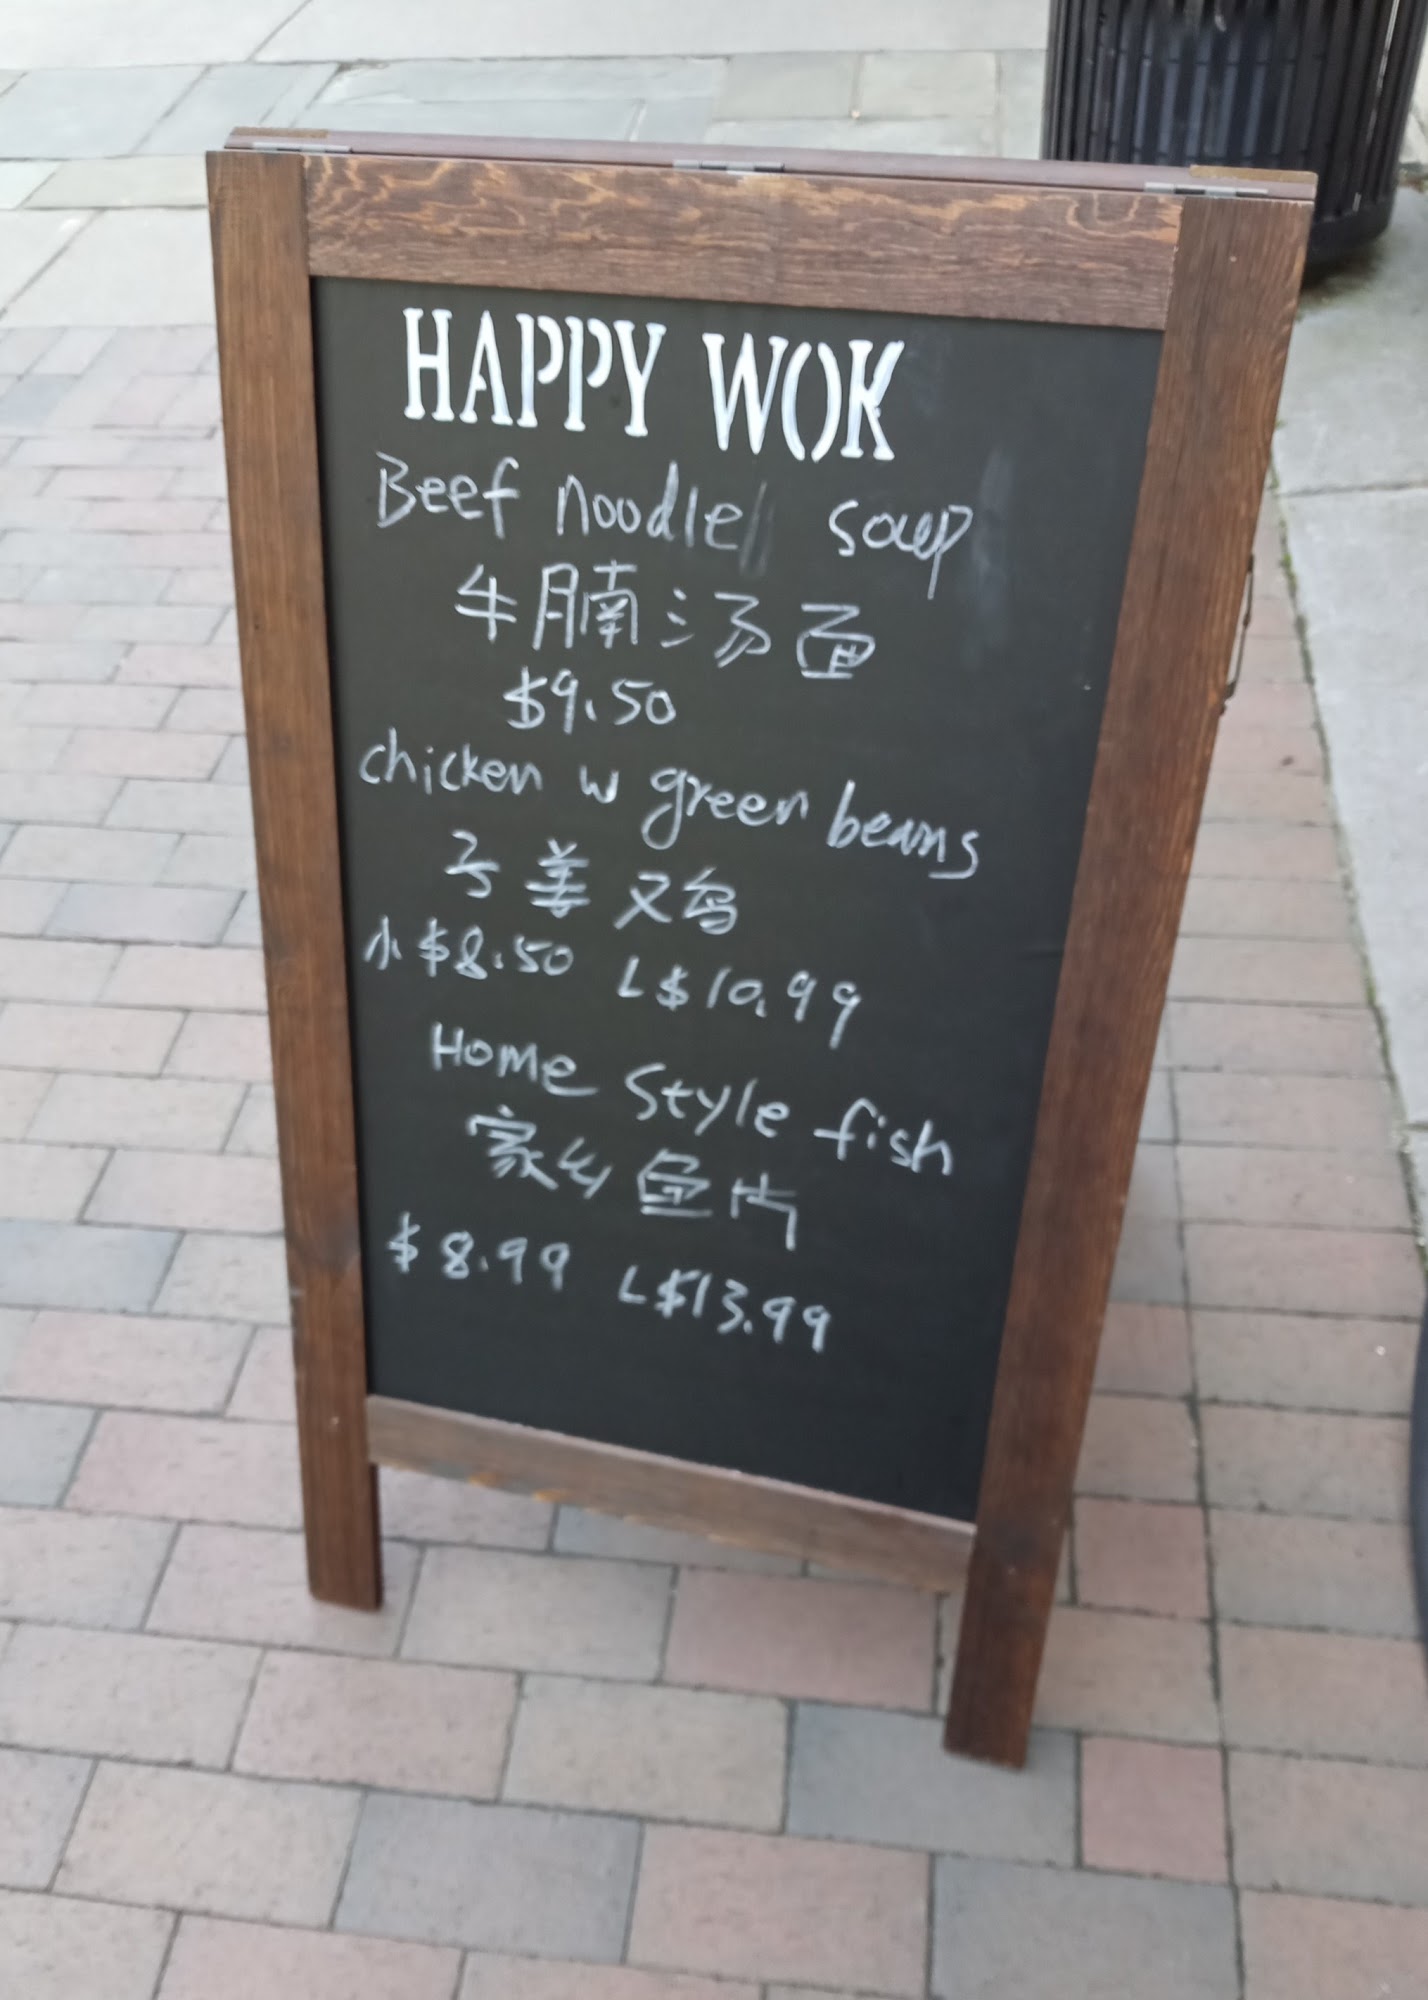 HAPPY WOK
Beef noodle soup
牛腩汤面
$9.50
chicken w green beans
子姜鸡
小 $8.50 L $10.99
Home Style fish
家乡鱼片
$8.99 L $13.99